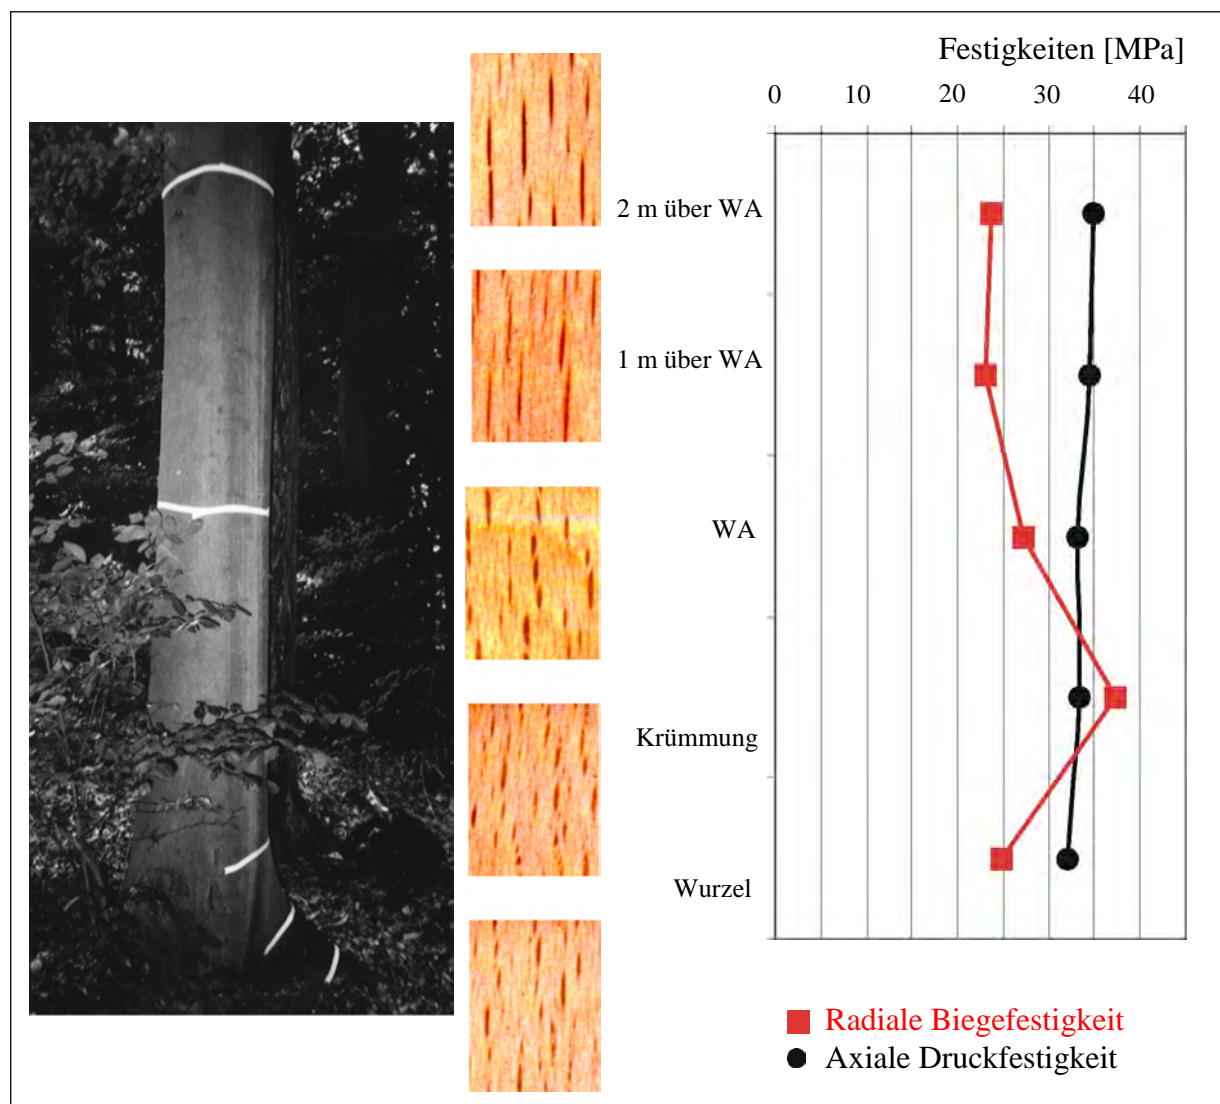 Festigkeiten [MPa]
0 10 20 30 40
2 m über WA
1 m über WA
WA
Krümmung
Wurzel
Radiale Biegefestigkeit
Axiale Druckfestigkeit